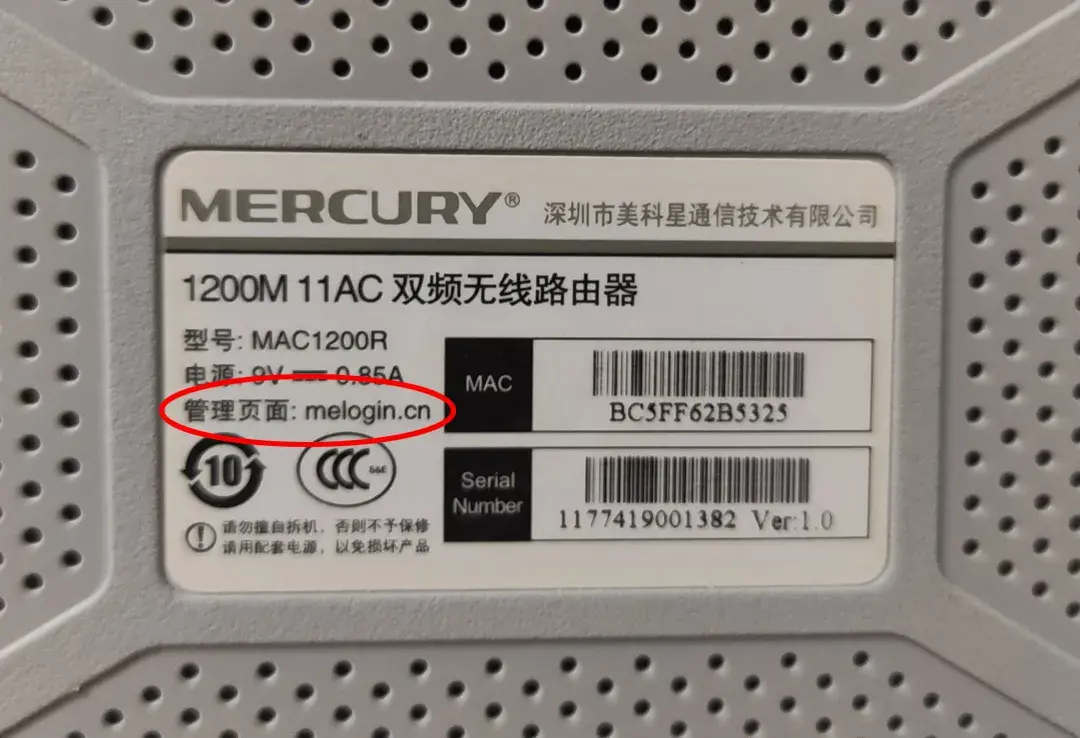 MERCURY® 深圳市美科星通信技术有限公司
1200M 11AC 双频无线路由器
型号: MAC1200R
电源: 9V ⎓ 0.85A
管理页面: melogin.cn
MAC
BC5FF62B5325
10
CCC S&E
Serial
Number
1177419001382 Ver:1.0
请勿擅自拆机，否则不予保修
请用配套电源，以免损坏产品